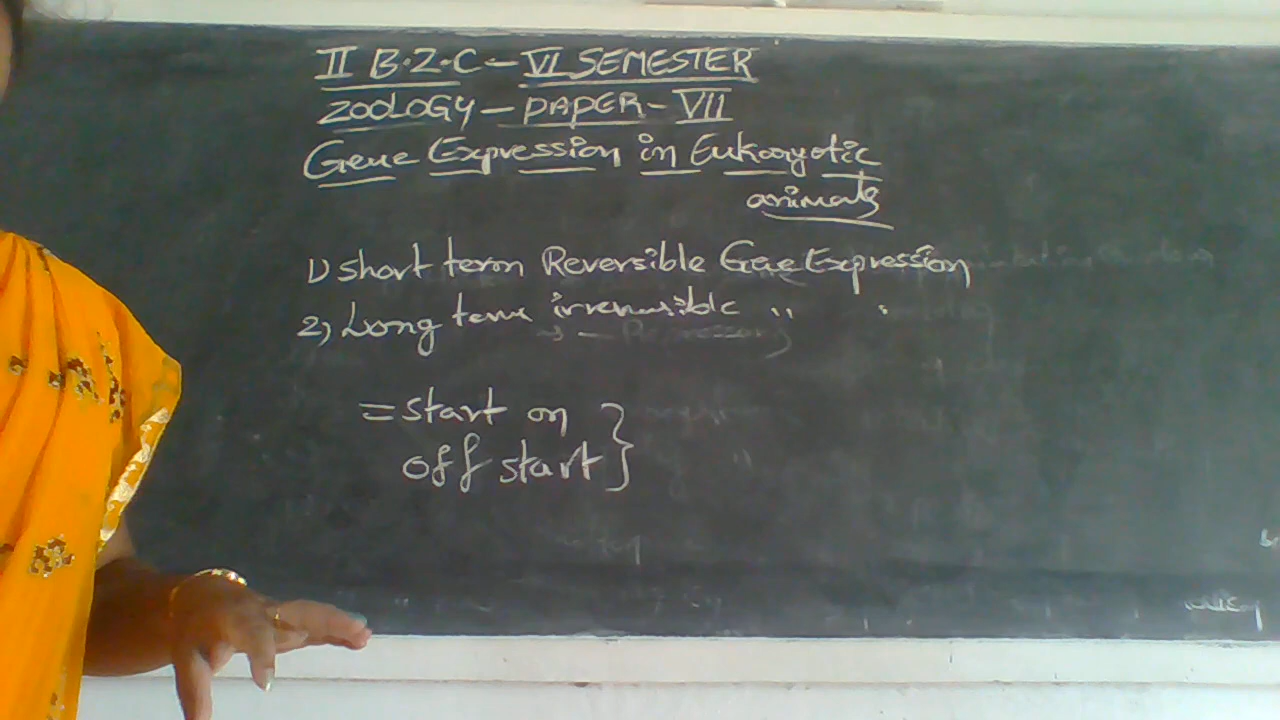 II B.Z.C - VI SEMESTER
ZOOLOGY - PAPER - VII
Gene Expression in Eukaryotic
animals
1) short term Reversible Gene Expression
2) Long term irreversible " "
= start on
off start }